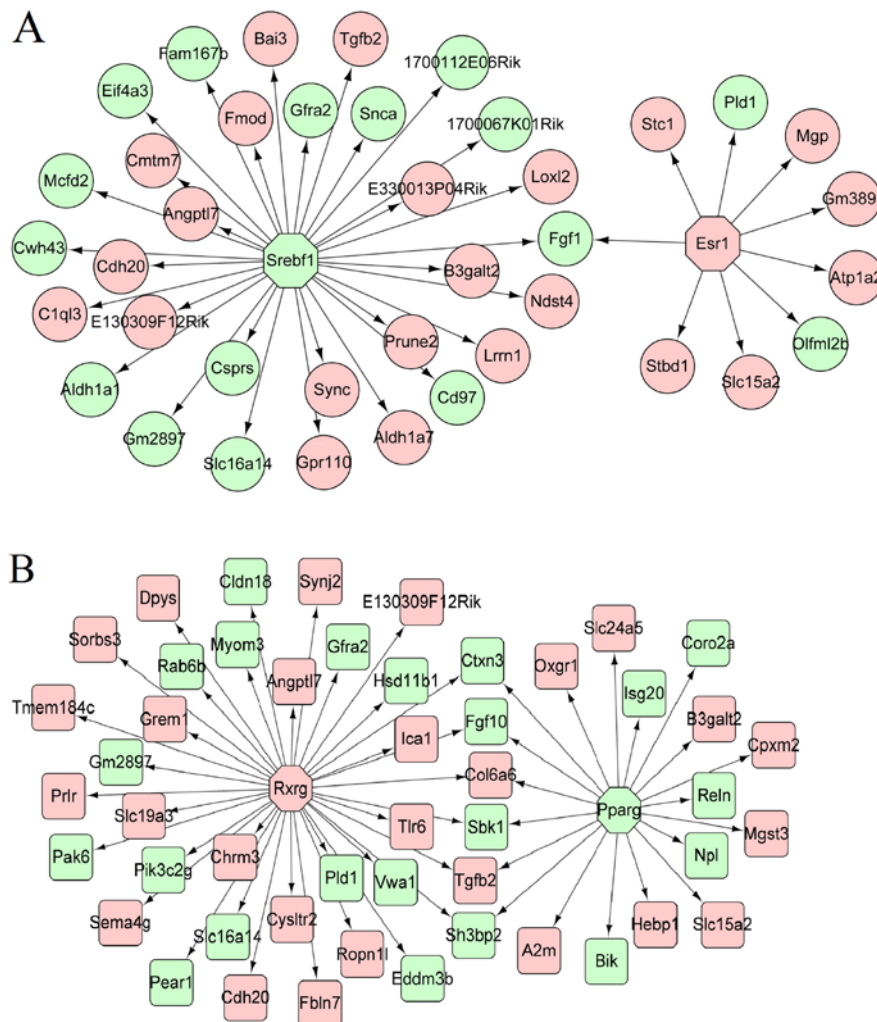 A
Fam167b
Bai3
Tgfb2
1700112E06Rik
Eif4a3
Fmod
Gfra2
Snca
1700067K01Rik
Stc1
Pld1
Mgp
Mcfd2
Cmtm7
Angptl7
E330013P04Rik
Loxl2
Gm389
Cwh43
Cdh20
Srebf1
B3galt2
Fgf1
Esr1
Atp1a2
C1ql3
E130309F12Rik
Ndst4
Prune2
Lrrn1
Stbd1
Slc15a2
Olfml2b
Aldh1a1
Csprs
Sync
Cd97
Gm2897
Slc16a14
Gpr110
Aldh1a7
B
Dpys
Cldn18
Synj2
E130309F12Rik
Slc24a5
Sorbs3
Rab6b
Myom3
Gfra2
Ctxn3
Oxgr1
Coro2a
Angptl7
Hsd11b1
Isg20
Tmem184c
Grem1
Ica1
Fgf10
B3galt2
Cpxm2
Gm2897
Rxrg
Col6a6
Pparg
Reln
Prlr
Slc19a3
Tlr6
Sbk1
Mgst3
Pak6
Pik3c2g
Chrm3
Pld1
Vwa1
Tgfb2
Npl
Sema4g
Slc16a14
Cysltr2
Sh3bp2
Hebp1
Slc15a2
Pear1
Cdh20
Fbln7
Ropn1l
Eddm3b
A2m
Bik